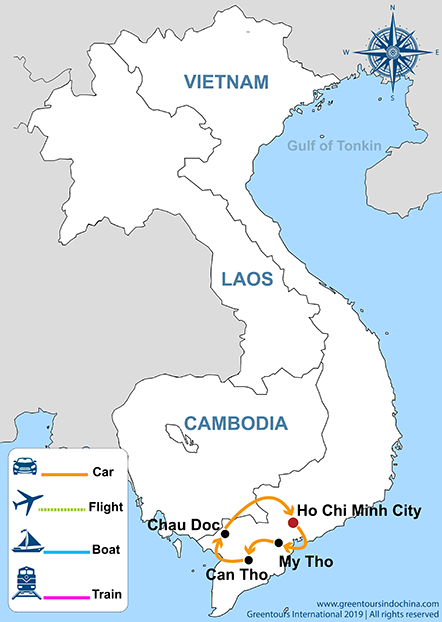 N
W
E
S
VIETNAM
Gulf of Tonkin
LAOS
CAMBODIA
Car
Flight
Boat
Train
Ho Chi Minh City
Chau Doc
My Tho
Can Tho
www.greentoursindochina.com
Greentours International 2019 | All rights reserved